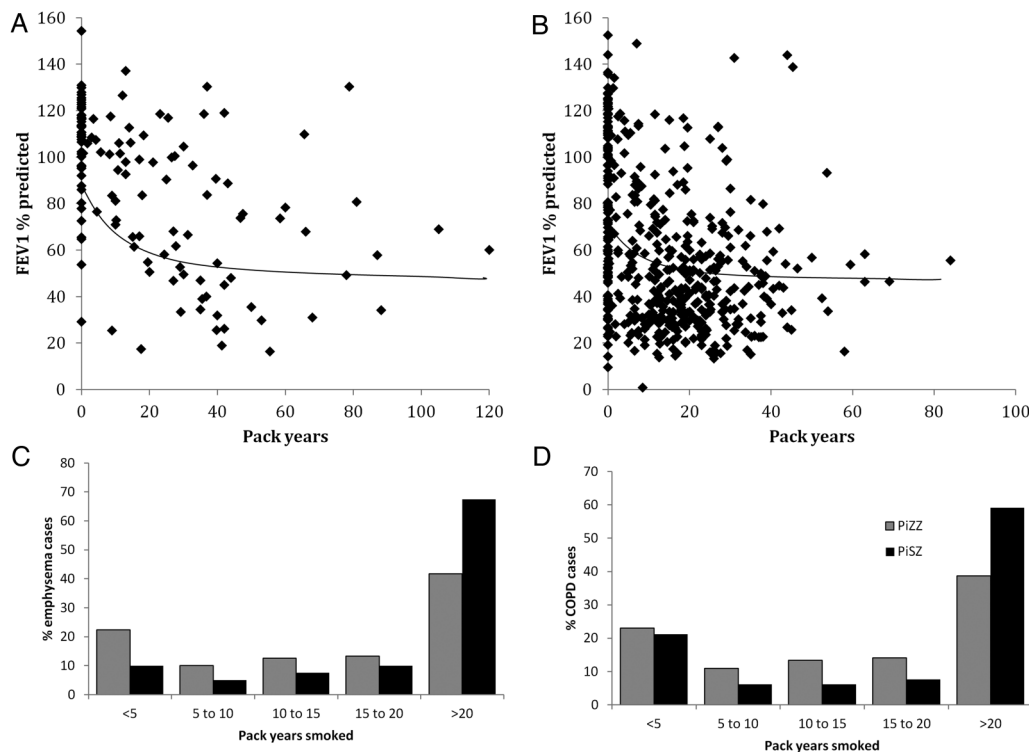 A
160
140
120
100
80
60
40
20
0
FEV1 % predicted
0 20 40 60 80 100 120
Pack years
B
160
140
120
100
80
60
40
20
0
FEV1 % predicted
0 20 40 60 80 100
Pack years
C
80
70
60
50
40
30
20
10
0
% emphysema cases
<5 5 to 10 10 to 15 15 to 20 >20
Pack years smoked
D
70
60
50
40
30
20
10
0
% COPD cases
PiZZ
PiSZ
<5 5 to 10 10 to 15 15 to 20 >20
Pack years smoked